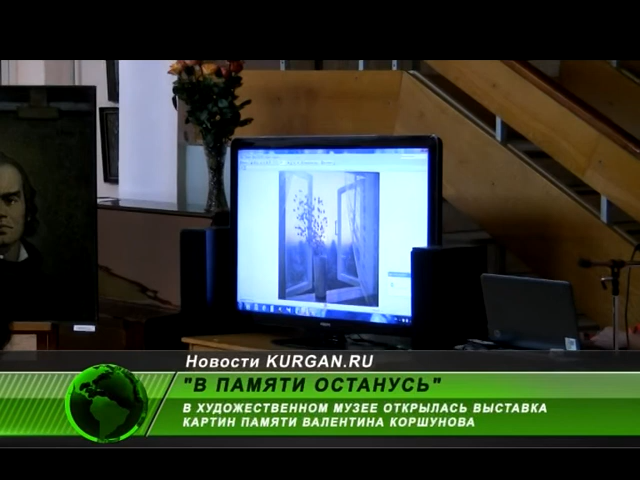 Новости KURGAN.RU
"В ПАМЯТИ ОСТАНУСЬ"
В ХУДОЖЕСТВЕННОМ МУЗЕЕ ОТКРЫЛАСЬ ВЫСТАВКА
КАРТИН ПАМЯТИ ВАЛЕНТИНА КОРШУНОВА